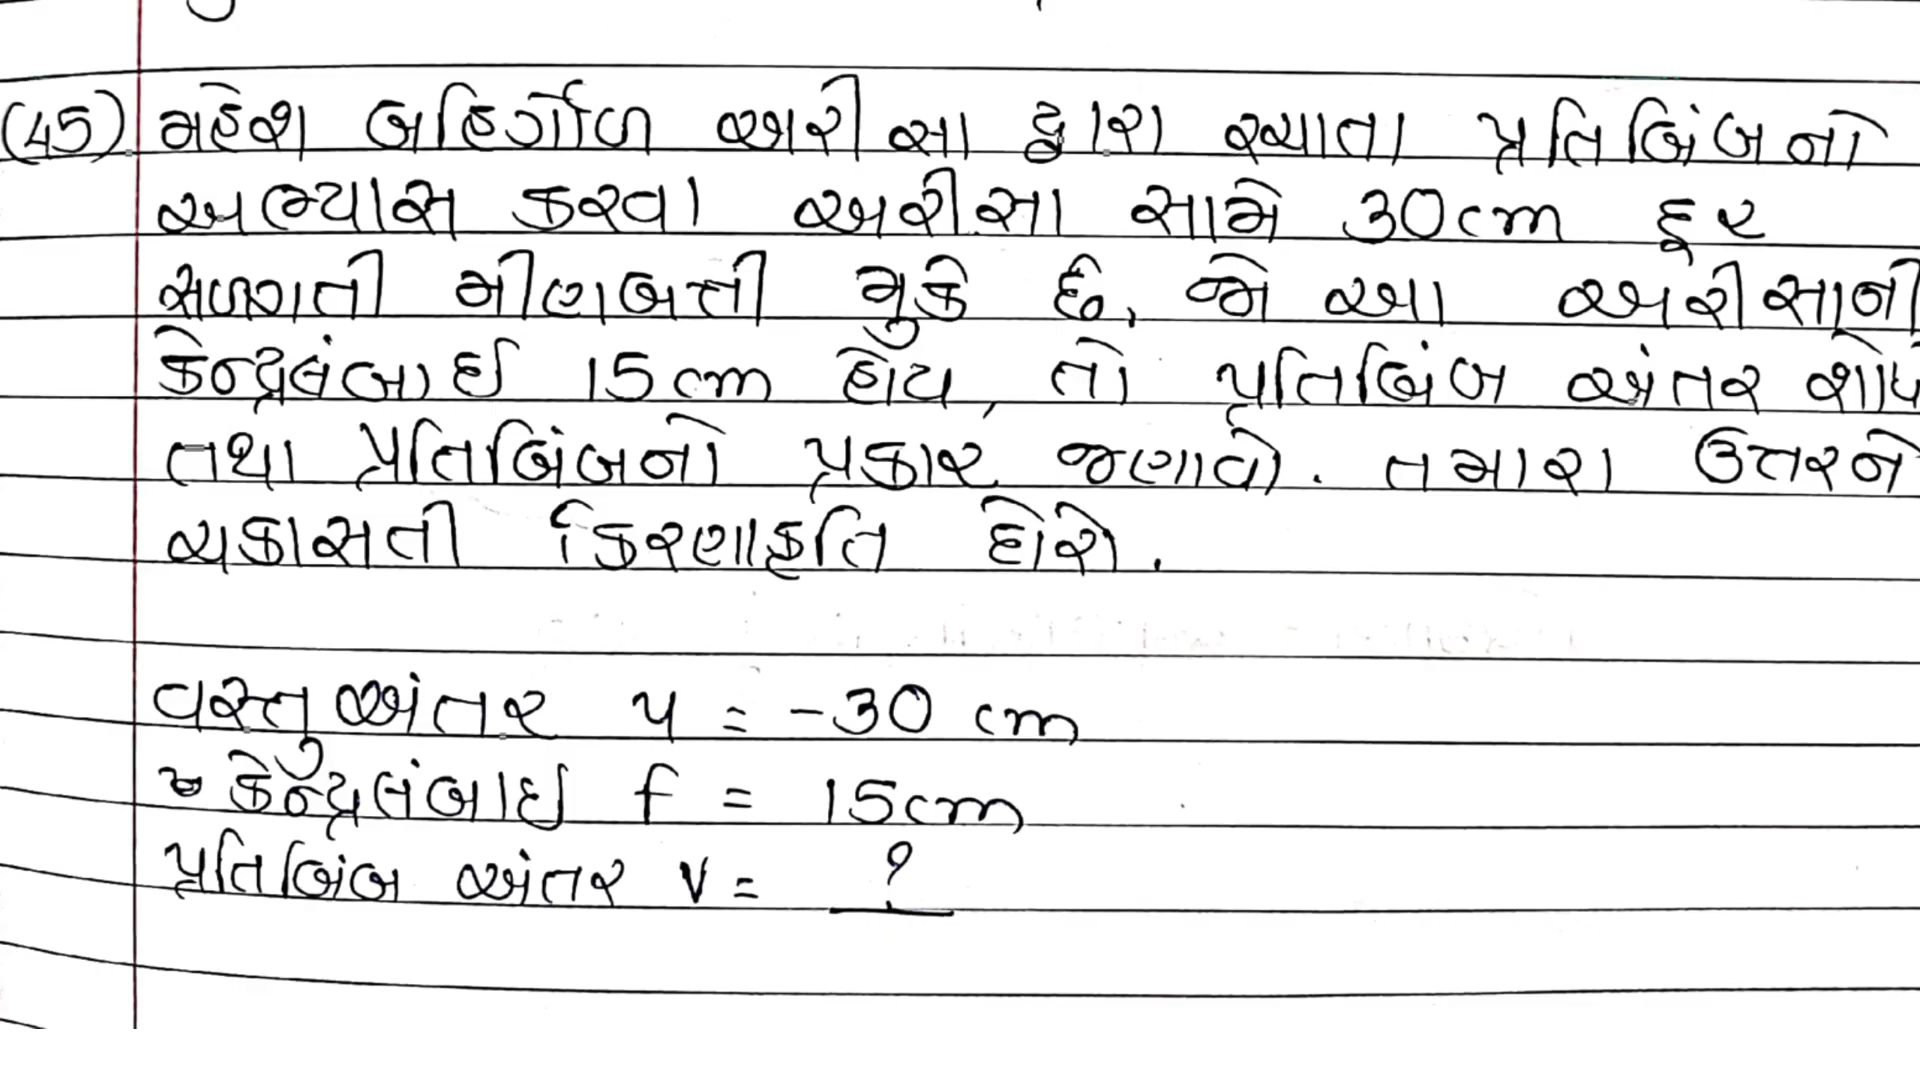 (45). મહેશ બહિર્ગોળ અરીસા દ્વારા રચાતા પ્રતિબિંબનો
અભ્યાસ કરવા અરીસા સામે 30cm દૂર
સળગતી મીણબત્તી મુકે છે, જો આ અરીસાની
કેન્દ્રલંબાઈ 15cm હોય, તો પ્રતિબિંબ અંતર શોધ
તથા પ્રતિબિંબનો પ્રકાર જણાવો. તમારા ઉત્તરને
ચકાસતી કિરણાકૃતિ દોરો.
વસ્તુઅંતર u = -30 cm
કેન્દ્રલંબાઈ f = 15cm
પ્રતિબિંબ અંતર v = ?